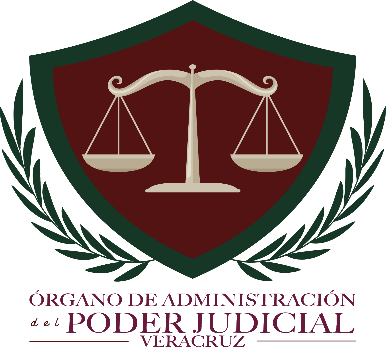 ÓRGANO DE ADMINISTRACIÓN
del PODER JUDICIAL
VERACRUZ